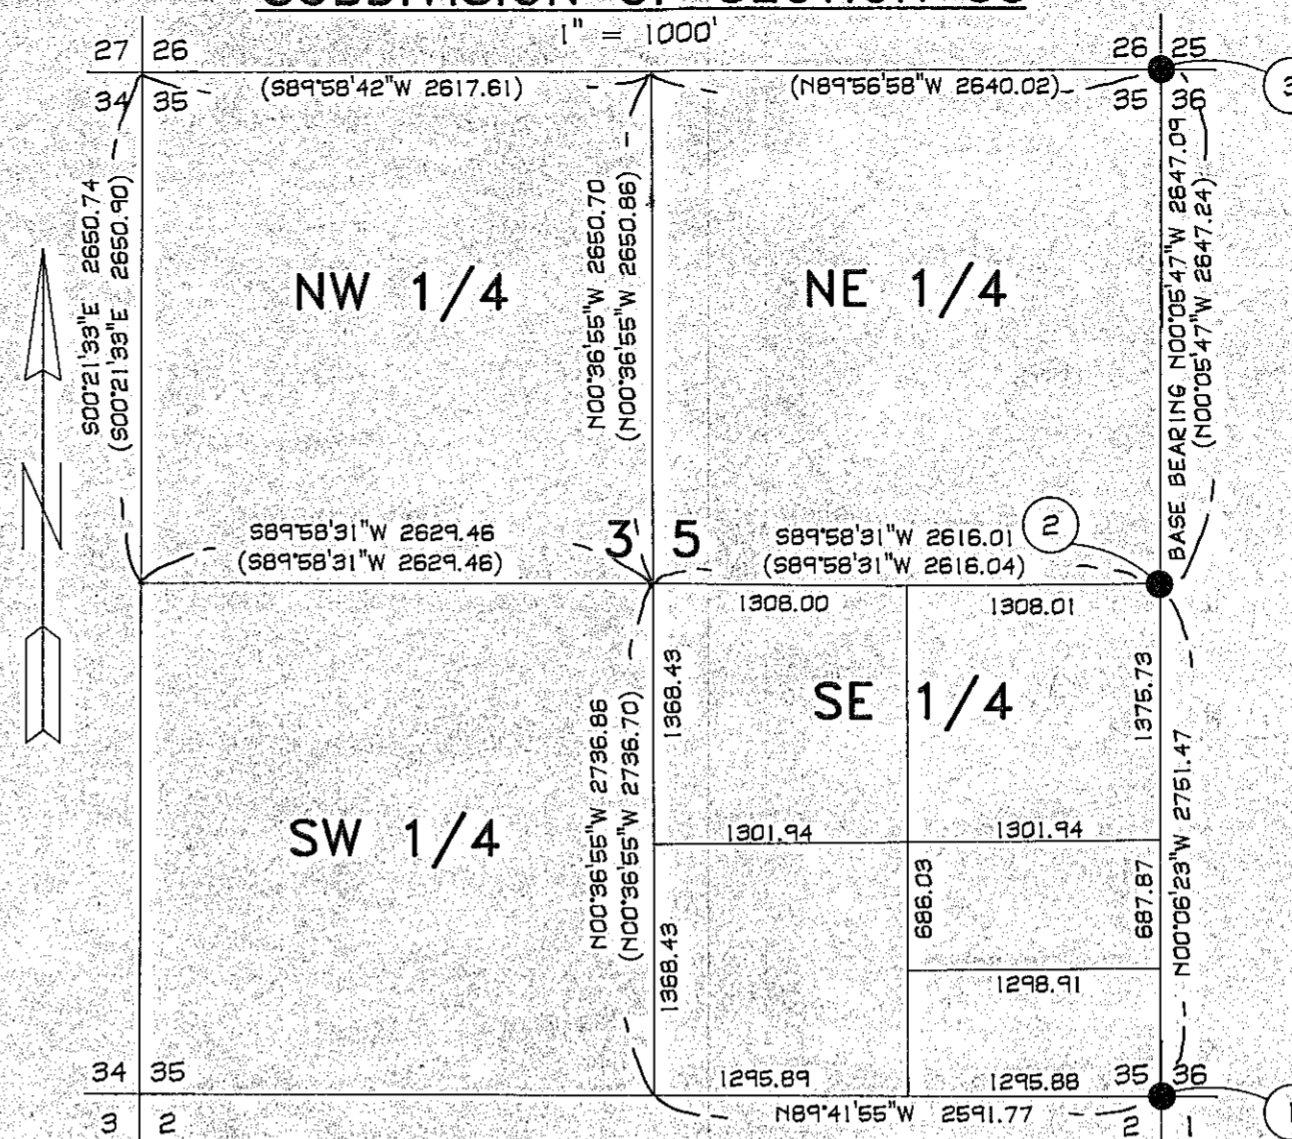 1" = 1000'
27 26
26 25
(S89°58'42"W 2617.61)
(N89°56'58"W 2640.02)
34 35
35 36
3
S00°21'33"E 2650.74
(S00°21'33"E 2650.90)
N00°36'55"W 2650.70
(N00°36'55"W 2650.86)
BASE BEARING N00°05'47"W 2647.09
(N00°05'47"W 2647.24)
NW 1/4
NE 1/4
N
S89°58'31"W 2629.46
(S89°58'31"W 2629.46)
35
S89°58'31"W 2616.01
(S89°58'31"W 2616.04)
2
1308.00
1308.01
1368.43
1375.73
SE 1/4
N00°36'55"W 2736.86
(N00°36'55"W 2736.70)
N00°06'23"W 2751.47
SW 1/4
1301.94
1301.94
686.03
687.87
1368.43
1298.91
34 35
1295.89
1295.88
35 36
N89°41'55"W 2591.77
3 2
2
1